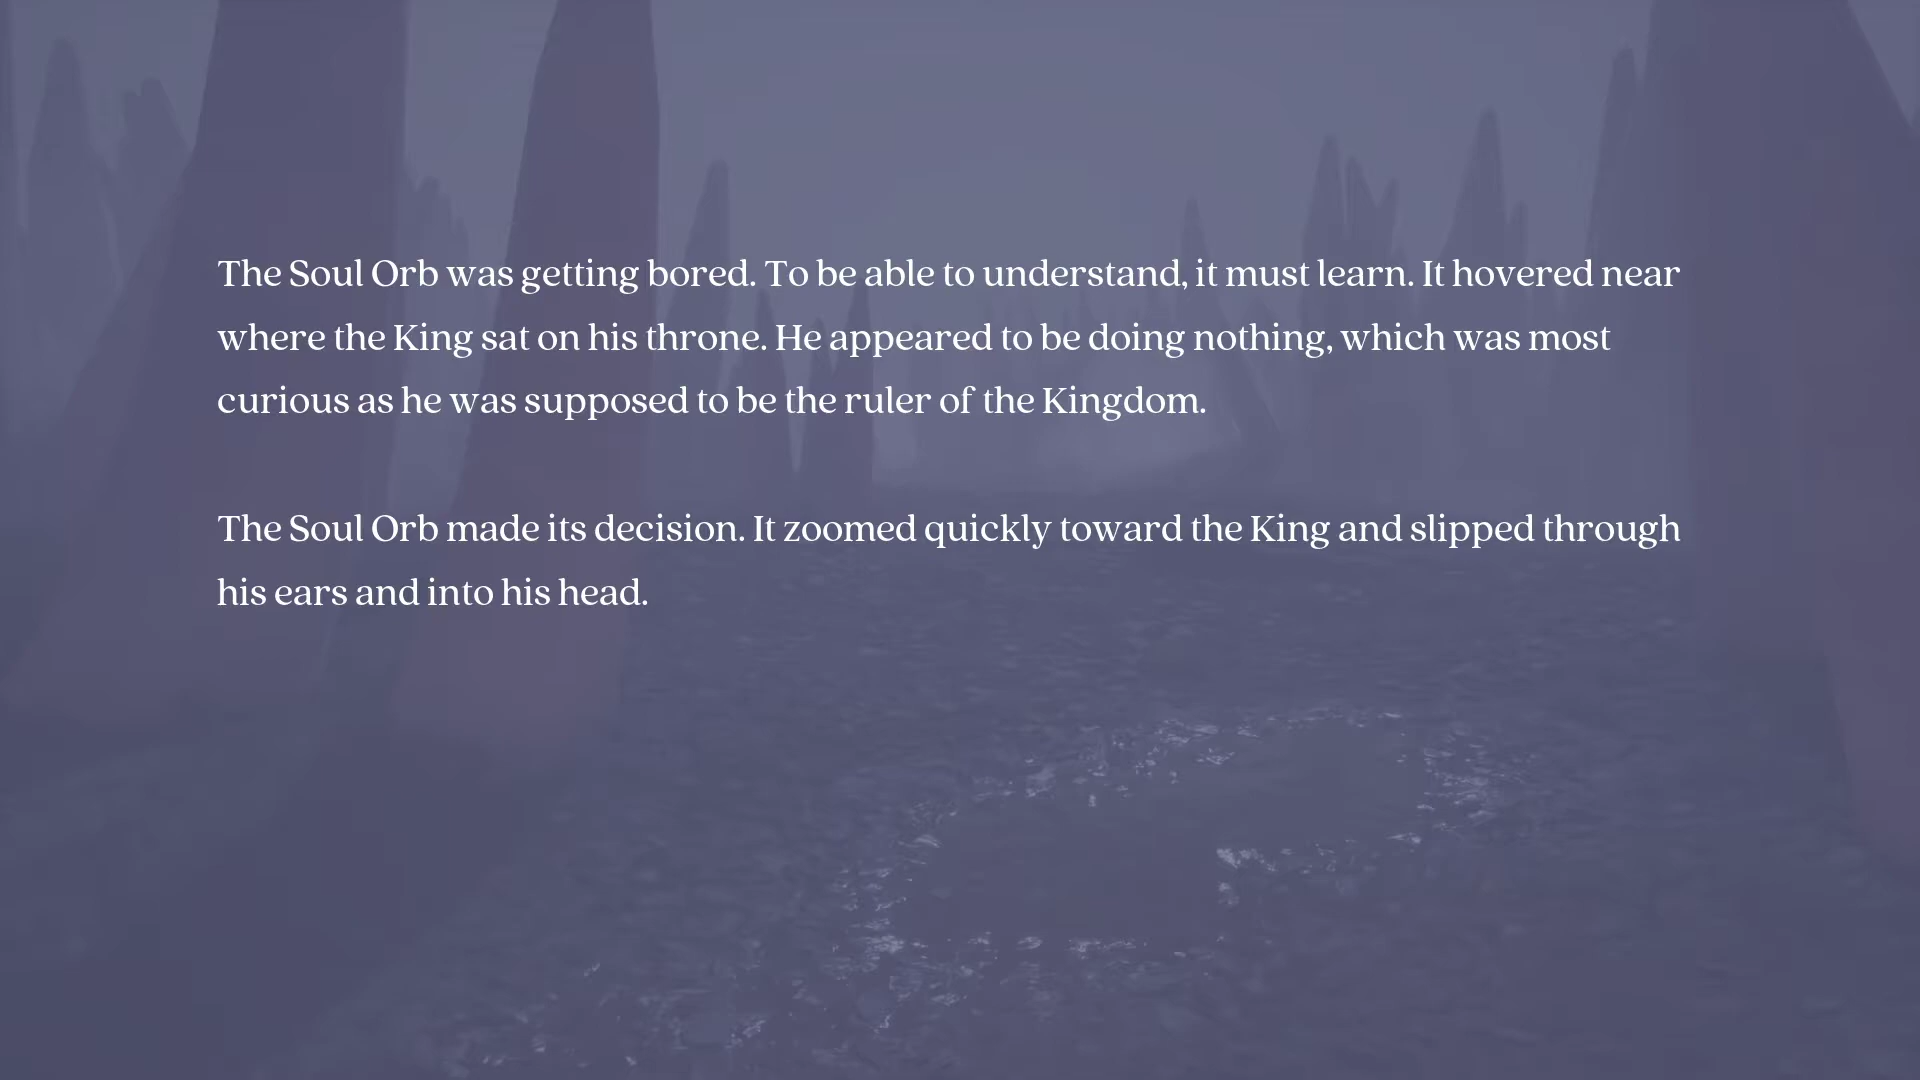 The Soul Orb was getting bored. To be able to understand, it must learn. It hovered near
where the King sat on his throne. He appeared to be doing nothing, which was most
curious as he was supposed to be the ruler of the Kingdom.
The Soul Orb made its decision. It zoomed quickly toward the King and slipped through
his ears and into his head.